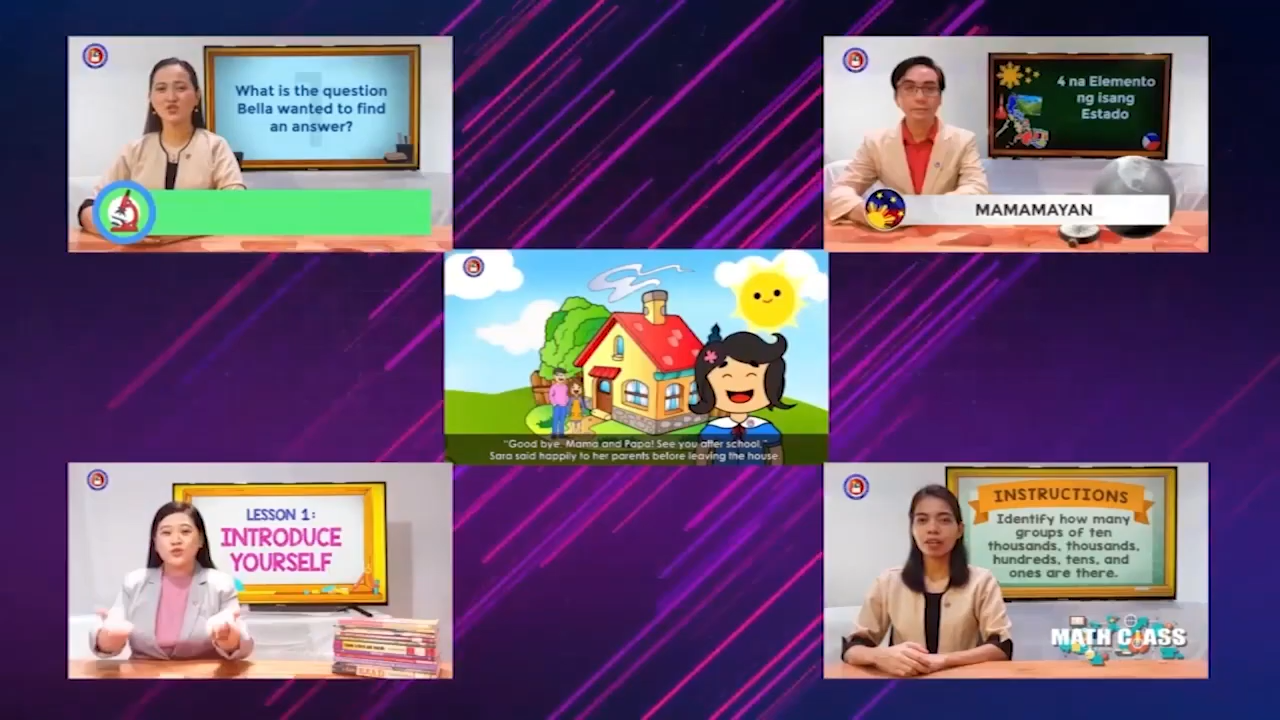 What is the question
Bella wanted to find
an answer?
4 na Elemento
ng isang
Estado
MAMAMAYAN
"Good bye, Mama and Papa! See you after school,"
Sara said happily to her parents before leaving the house
LESSON 1:
INTRODUCE
YOURSELF
INSTRUCTIONS
Identify how many
groups of ten
thousands, thousands,
hundreds, tens, and
ones are there.
MATH CLASS